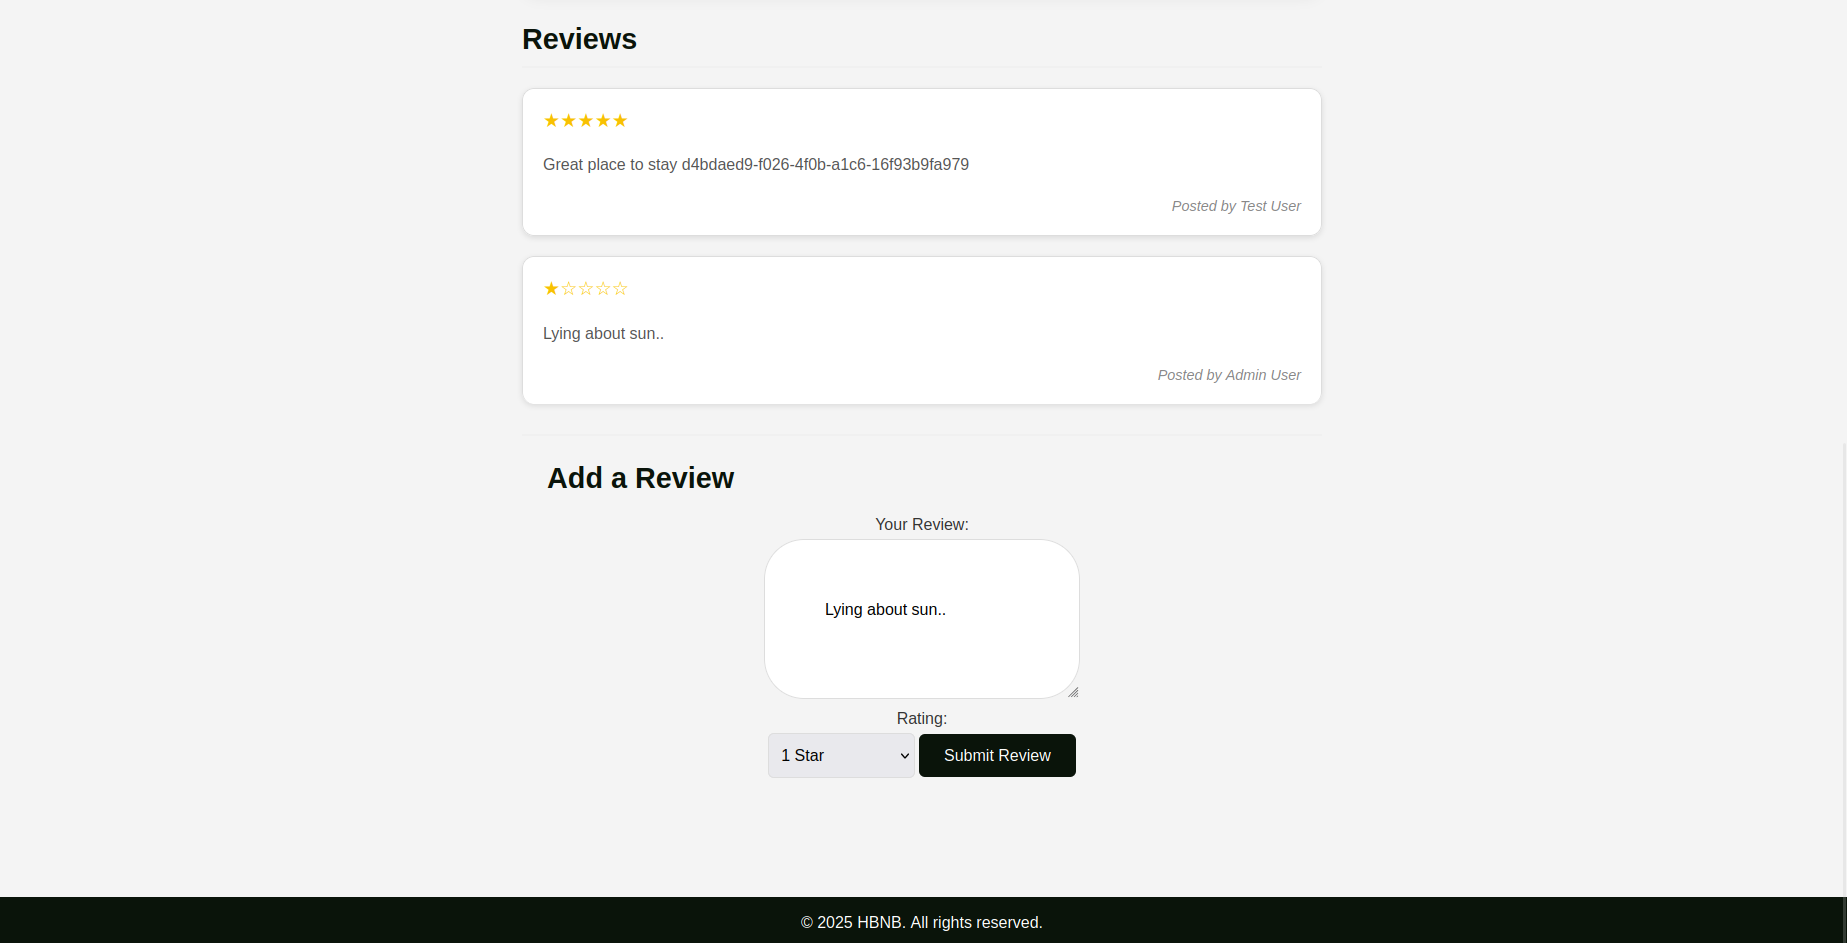 Reviews
★★★★★
Great place to stay d4bdaed9-f026-4f0b-a1c6-16f93b9fa979
Posted by Test User
★☆☆☆☆
Lying about sun..
Posted by Admin User
Add a Review
Your Review:
Lying about sun..
Rating:
1 Star Submit Review
© 2025 HBNB. All rights reserved.